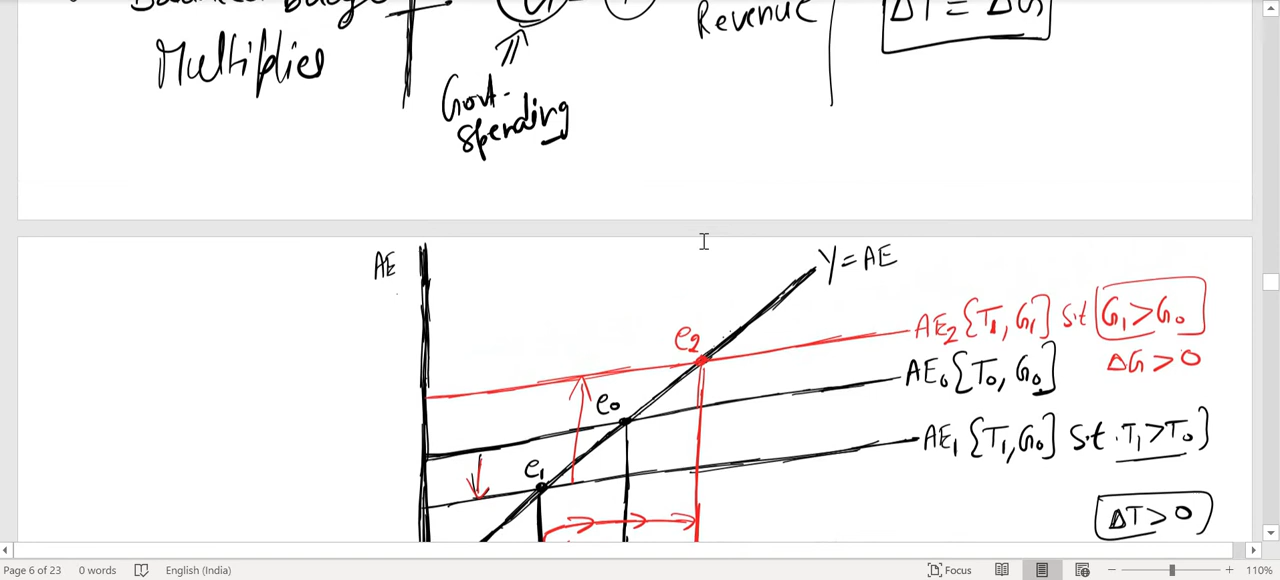 Multiplier
Govt.
spending
Revenue
ΔT = ΔG
AE
Y = AE
e2
AE2 {T1, G1} s.t G1 > G0
ΔG > 0
e0
AE0 {T0, G0}
e1
AE1 {T1, G0} s.t. T1 > T0
ΔT > 0
Page 6 of 23 0 words English (India) Focus 110%